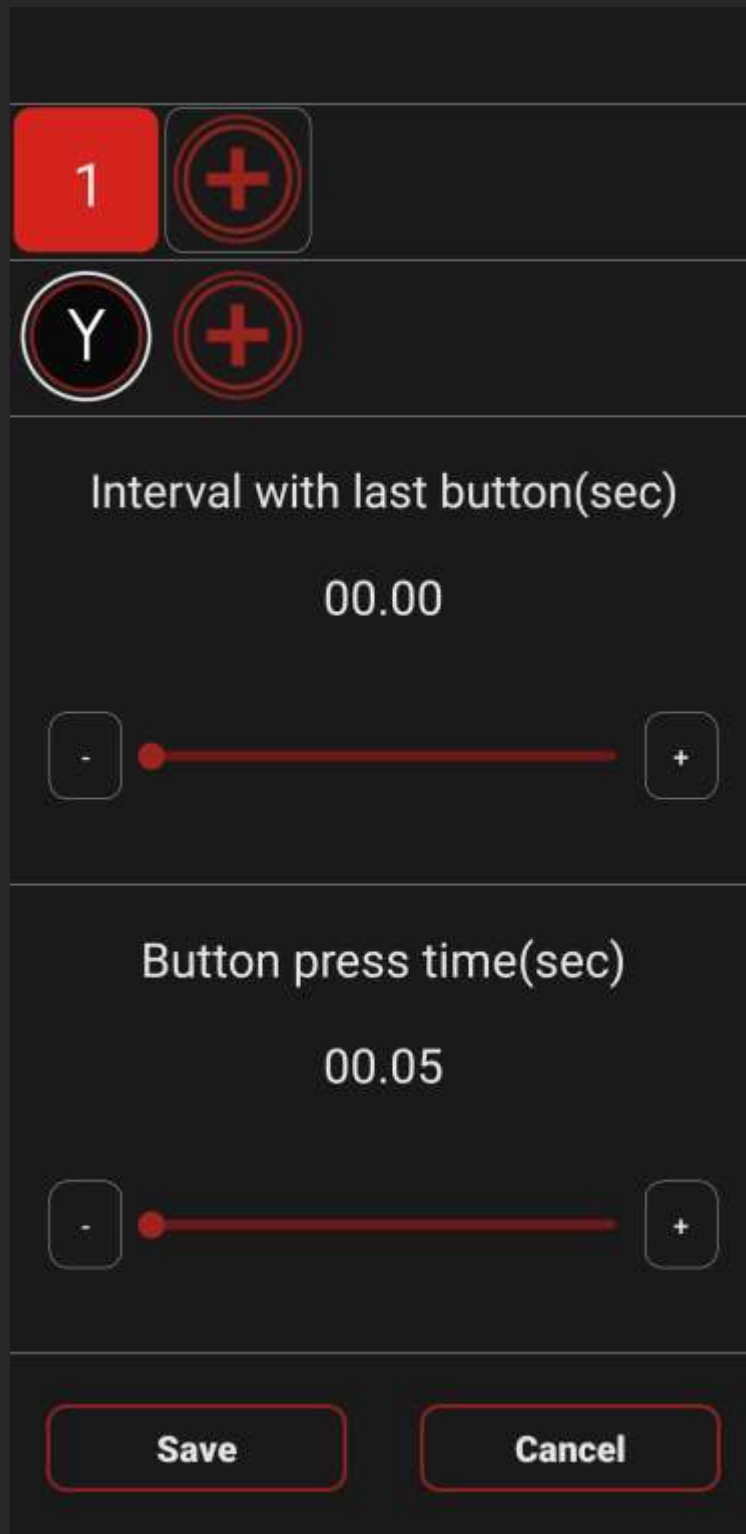 1
Y
Interval with last button(sec)
00.00
- +
Button press time(sec)
00.05
- +
Save Cancel